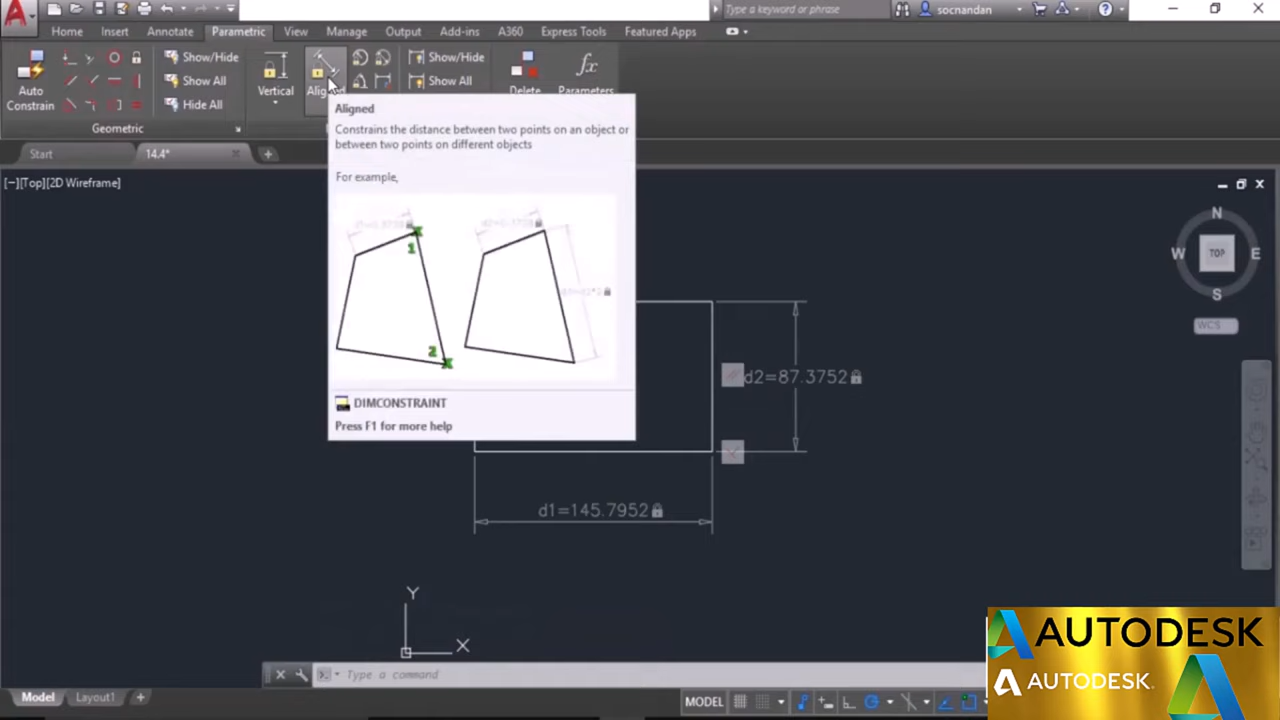 Type a keyword or phrase
socnandan
Home Insert Annotate Parametric View Manage Output Add-ins A360 Express Tools Featured Apps
Show/Hide
Show/Hide
Auto
Constrain
Show All
Vertical
Show All
Delete
fx
Parameters
Hide All
Geometric
Start
14.4*
Aligned
Constrains the distance between two points on an object or
between two points on different objects
For example,
1
2
DIMCONSTRAINT
Press F1 for more help
[−][Top][2D Wireframe]
N
W
TOP
E
S
WCS
d2=87.3752
d1=145.7952
Y
X
Type a command
Model
Layout1
MODEL
AUTODESK
AUTODESK.